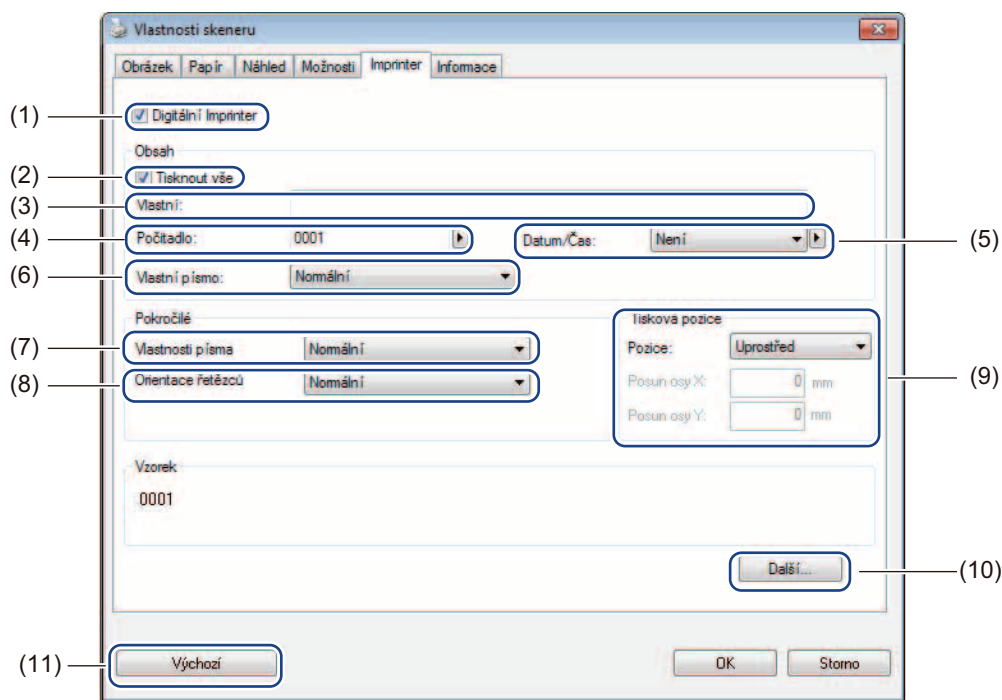 Vlastnosti skeneru
Obrázek Papír Náhled Možnosti Imprinter Informace
(1) Digitální Imprinter
Obsah
(2) Tisknout vše
(3) Vlastní:
(4) Počítadlo: 0001 Datum/Čas: Není (5)
(6) Vlastní písmo: Normální
Pokročilé Tisková pozice
(7) Vlastnosti písma Normální Pozice: Uprostřed
(8) Orientace řetězců Normální Posun osy X: 0 mm (9)
Posun osy Y: 0 mm
Vzorek
0001
Další... (10)
(11) Výchozí OK Storno